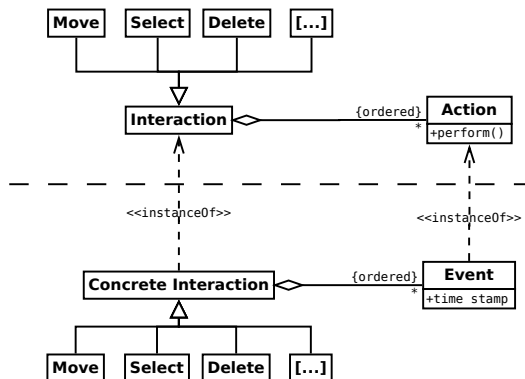 Move Select Delete [...]
Interaction
{ordered}
*
Action
+perform()
<<instanceOf>> <<instanceOf>>
Concrete Interaction
{ordered}
*
Event
+time stamp
Move Select Delete [...]